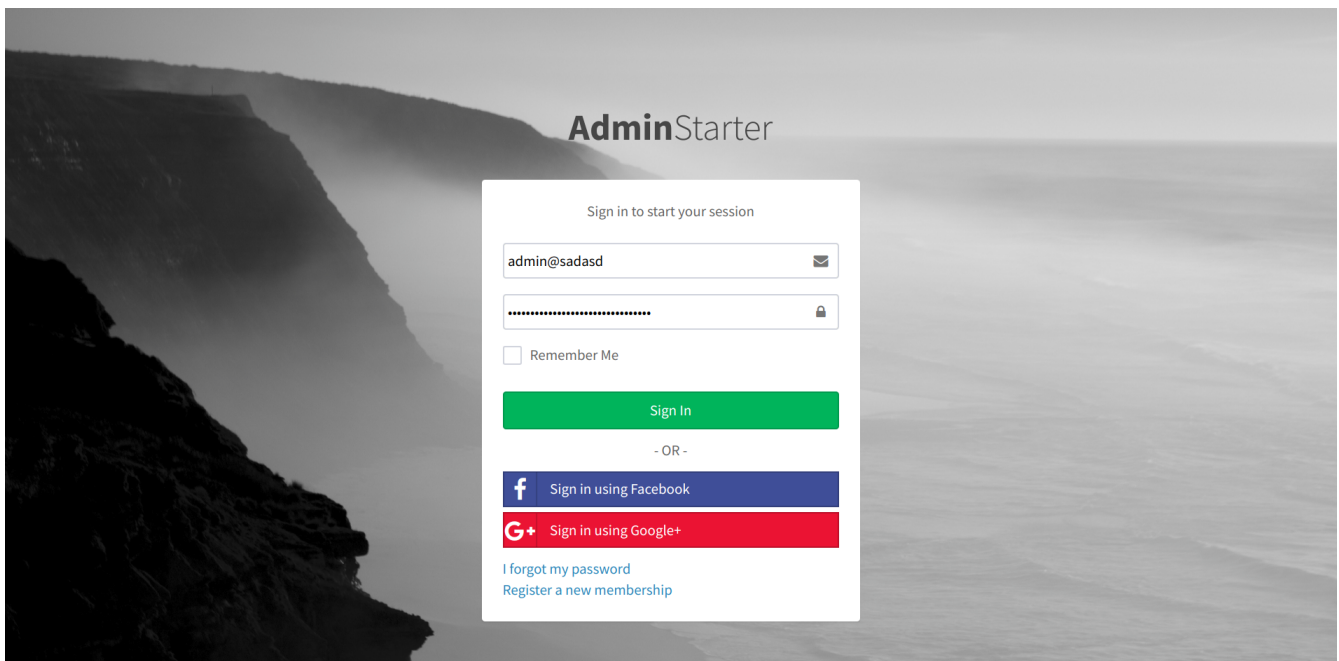 AdminStarter
Sign in to start your session
admin@sadasd
••••••••••••••••••••••••••••••••
Remember Me
Sign In
- OR -
Sign in using Facebook
G+ Sign in using Google+
I forgot my password
Register a new membership